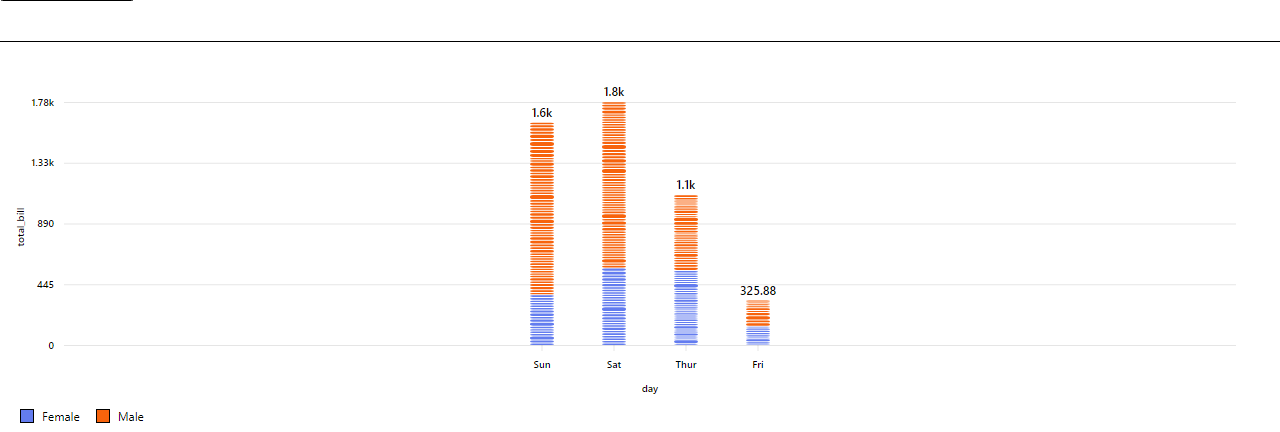 1.8k
1.78k
1.6k
1.33k
1.1k
890
total_bill
445
325.88
0
Sun Sat Thur Fri
day
Female Male